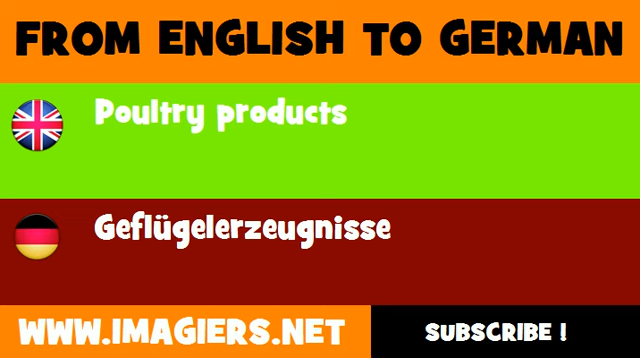 FROM ENGLISH TO GERMAN
Poultry products
Geflügelerzeugnisse
WWW.IMAGIERS.NET
SUBSCRIBE !